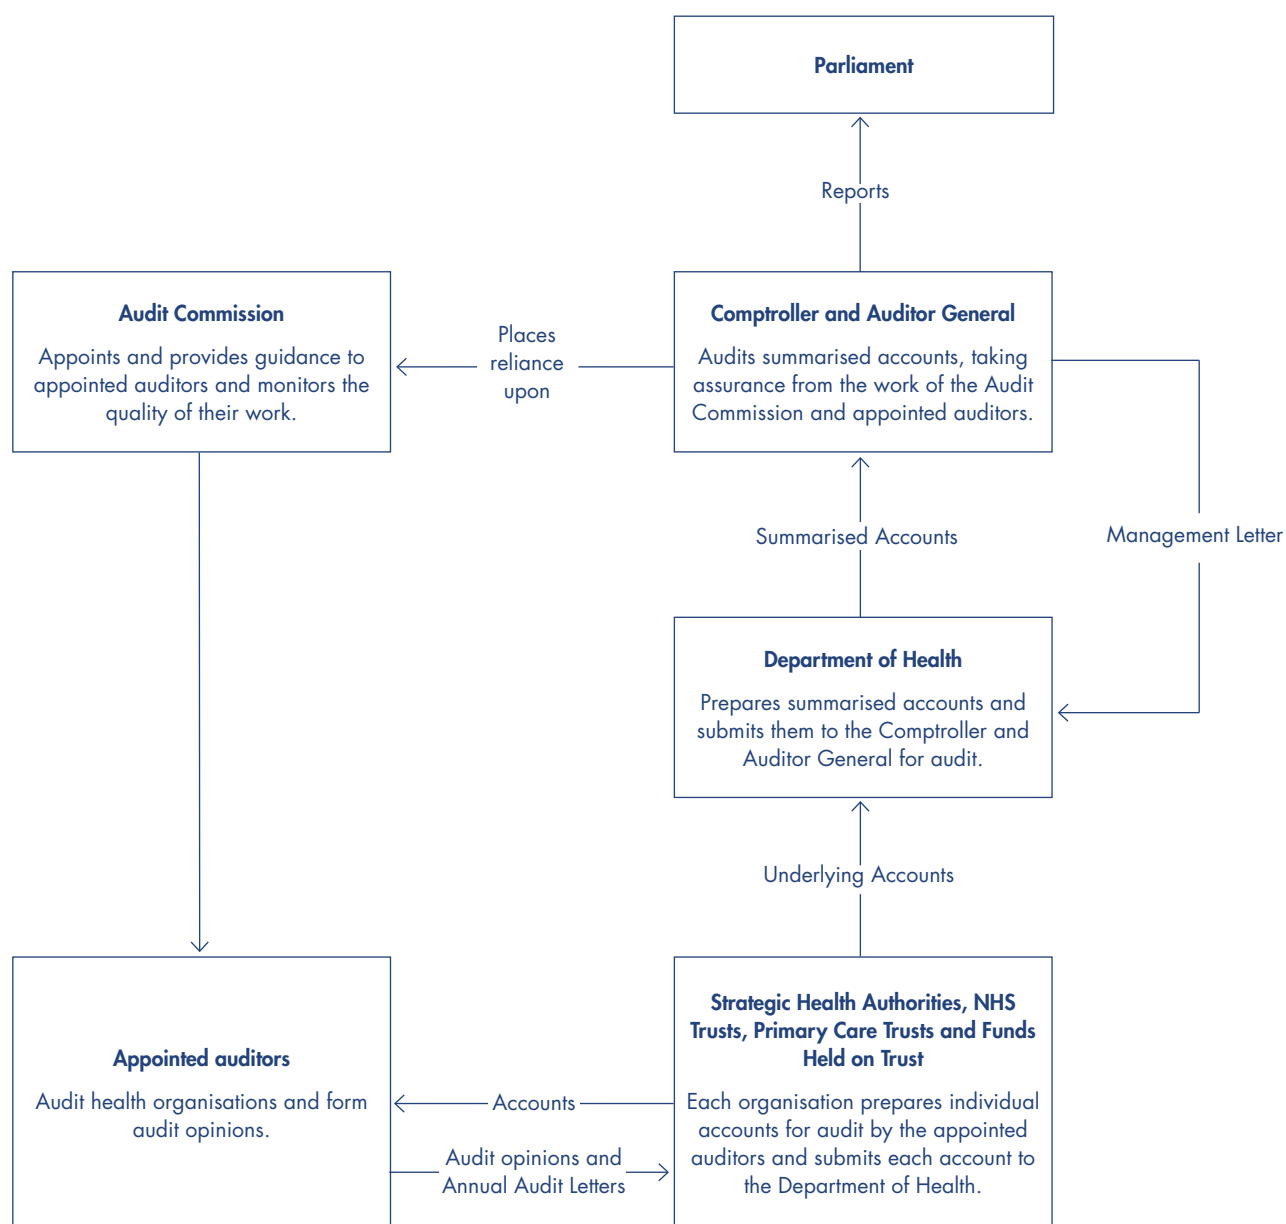 Parliament
Reports
Audit Commission
Appoints and provides guidance to
appointed auditors and monitors the
quality of their work.
Places
reliance
upon
Comptroller and Auditor General
Audits summarised accounts, taking
assurance from the work of the Audit
Commission and appointed auditors.
Summarised Accounts
Management Letter
Department of Health
Prepares summarised accounts and
submits them to the Comptroller and
Auditor General for audit.
Underlying Accounts
Appointed auditors
Audit health organisations and form
audit opinions.
Accounts
Audit opinions and
Annual Audit Letters
Strategic Health Authorities, NHS
Trusts, Primary Care Trusts and Funds
Held on Trust
Each organisation prepares individual
accounts for audit by the appointed
auditors and submits each account to
the Department of Health.